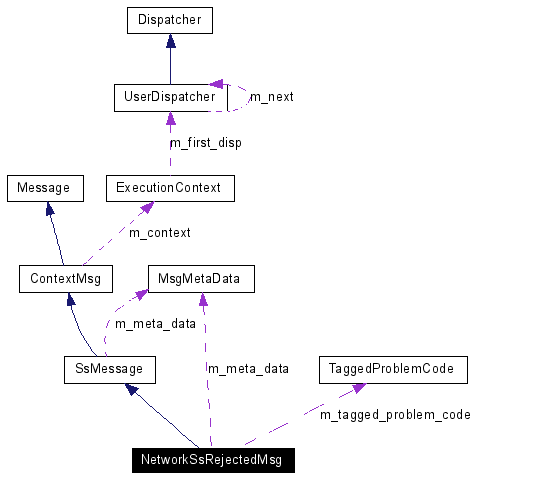 Dispatcher
UserDispatcher
m_next
m_first_disp
Message
ExecutionContext
m_context
ContextMsg
MsgMetaData
m_meta_data
SsMessage
m_meta_data
TaggedProblemCode
m_tagged_problem_code
NetworkSsRejectedMsg